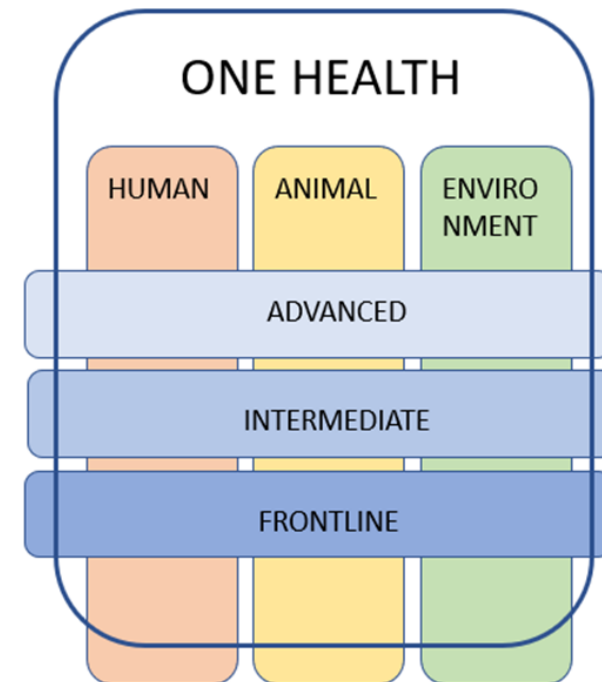 ONE HEALTH
HUMAN
ANIMAL
ENVIRO
NMENT
ADVANCED
INTERMEDIATE
FRONTLINE